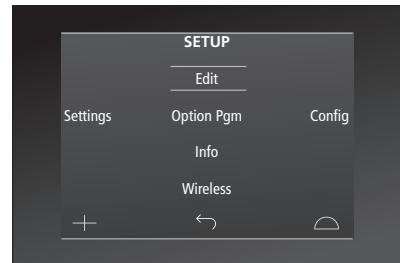 SETUP
Edit
Settings Option Pgm Config
Info
Wireless